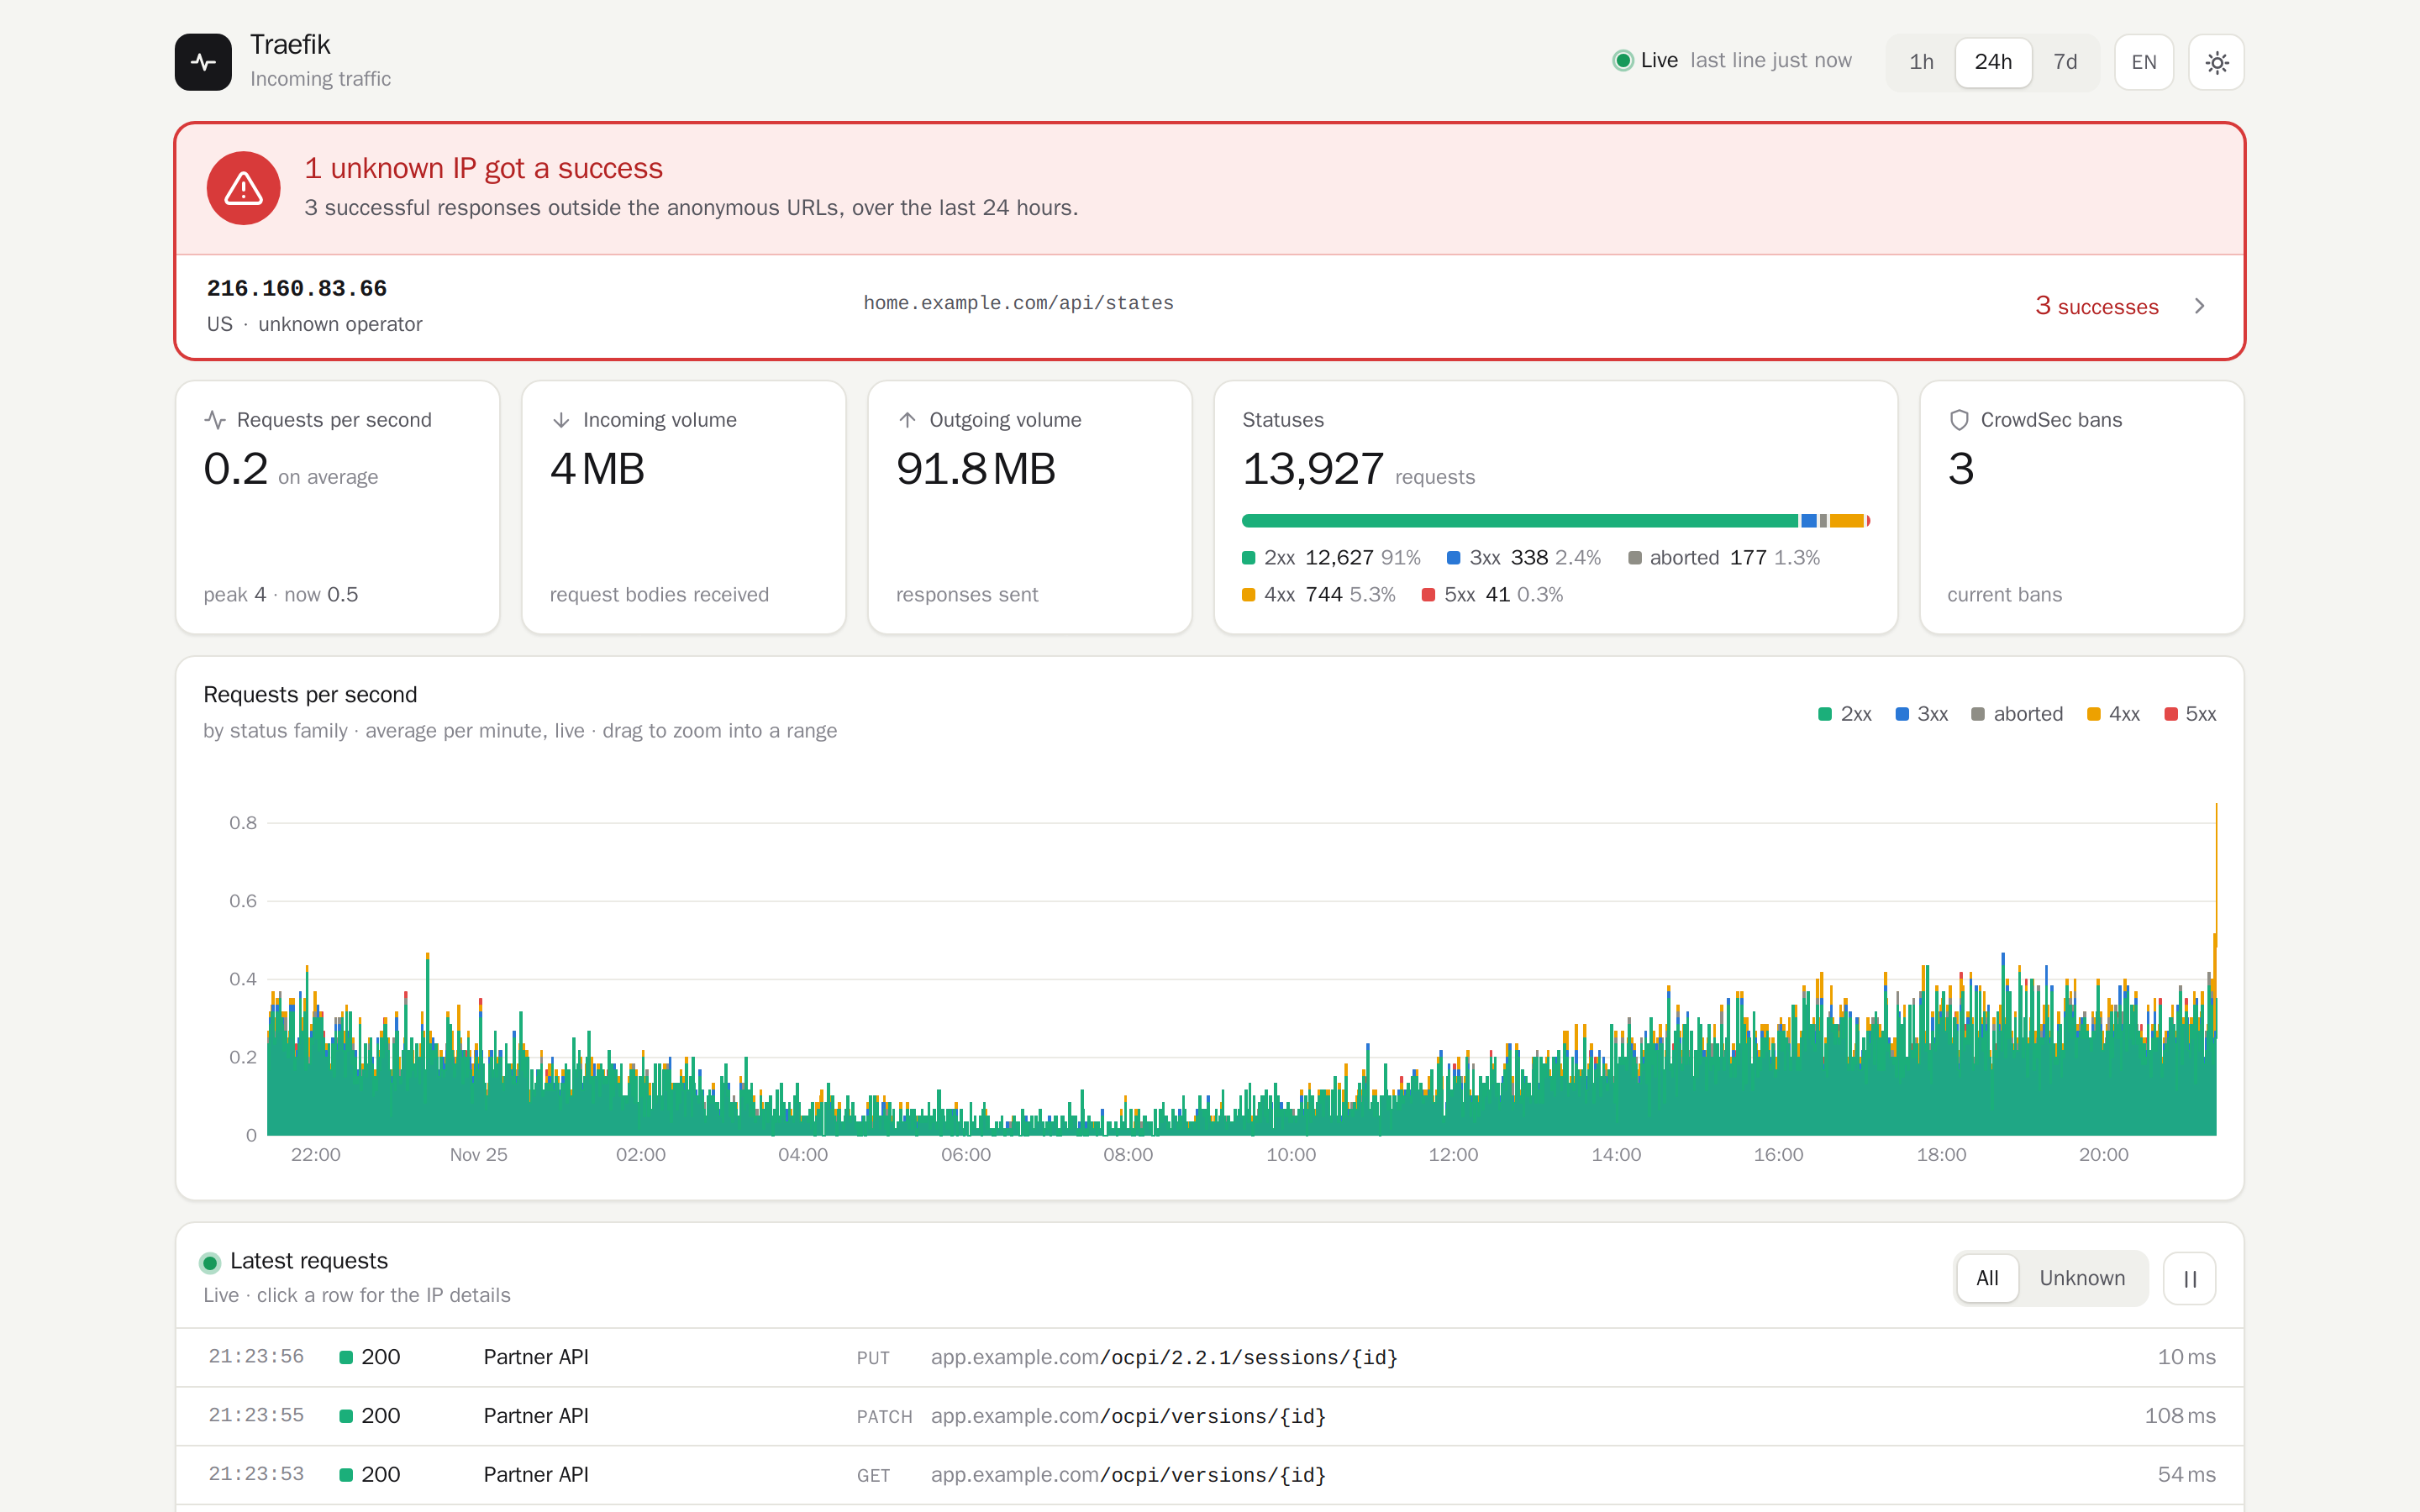 Traefik
Incoming traffic
Live last line just now
1h 24h 7d EN
1 unknown IP got a success
3 successful responses outside the anonymous URLs, over the last 24 hours.
216.160.83.66
US · unknown operator
home.example.com/api/states
3 successes
Requests per second
0.2 on average
peak 4 · now 0.5
Incoming volume
4 MB
request bodies received
Outgoing volume
91.8 MB
responses sent
Statuses
13,927 requests
2xx 12,627 91% 3xx 338 2.4% aborted 177 1.3%
4xx 744 5.3% 5xx 41 0.3%
CrowdSec bans
3
current bans
Requests per second
by status family · average per minute, live · drag to zoom into a range
2xx 3xx aborted 4xx 5xx
0.8
0.6
0.4
0.2
0
22:00 Nov 25 02:00 04:00 06:00 08:00 10:00 12:00 14:00 16:00 18:00 20:00
Latest requests
Live · click a row for the IP details
All Unknown
21:23:56 200 Partner API PUT app.example.com/ocpi/2.2.1/sessions/{id} 10 ms
21:23:55 200 Partner API PATCH app.example.com/ocpi/versions/{id} 108 ms
21:23:53 200 Partner API GET app.example.com/ocpi/versions/{id} 54 ms